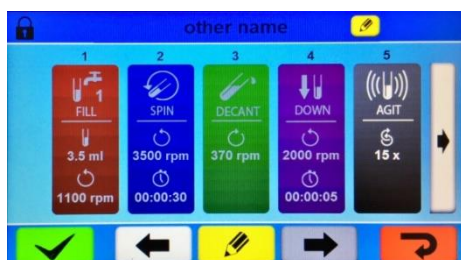 other name
1 2 3 4 5
1
FILL SPIN DECANT DOWN AGIT
3.5 ml 3500 rpm 370 rpm 2000 rpm 15 x
1100 rpm 00:00:30 00:00:05